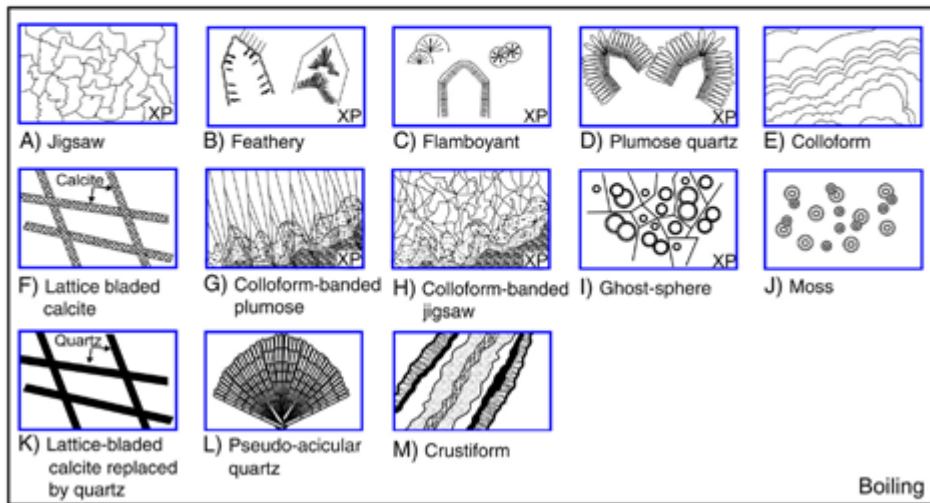 XP
XP
XP
XP
A) Jigsaw
B) Feathery
C) Flamboyant
D) Plumose quartz
E) Colloform
Calcite
XP
XP
XP
F) Lattice bladed
calcite
G) Colloform-banded
plumose
H) Colloform-banded
jigsaw
I) Ghost-sphere
J) Moss
Quartz
K) Lattice-bladed
calcite replaced
by quartz
L) Pseudo-acicular
quartz
M) Crustiform
Boiling